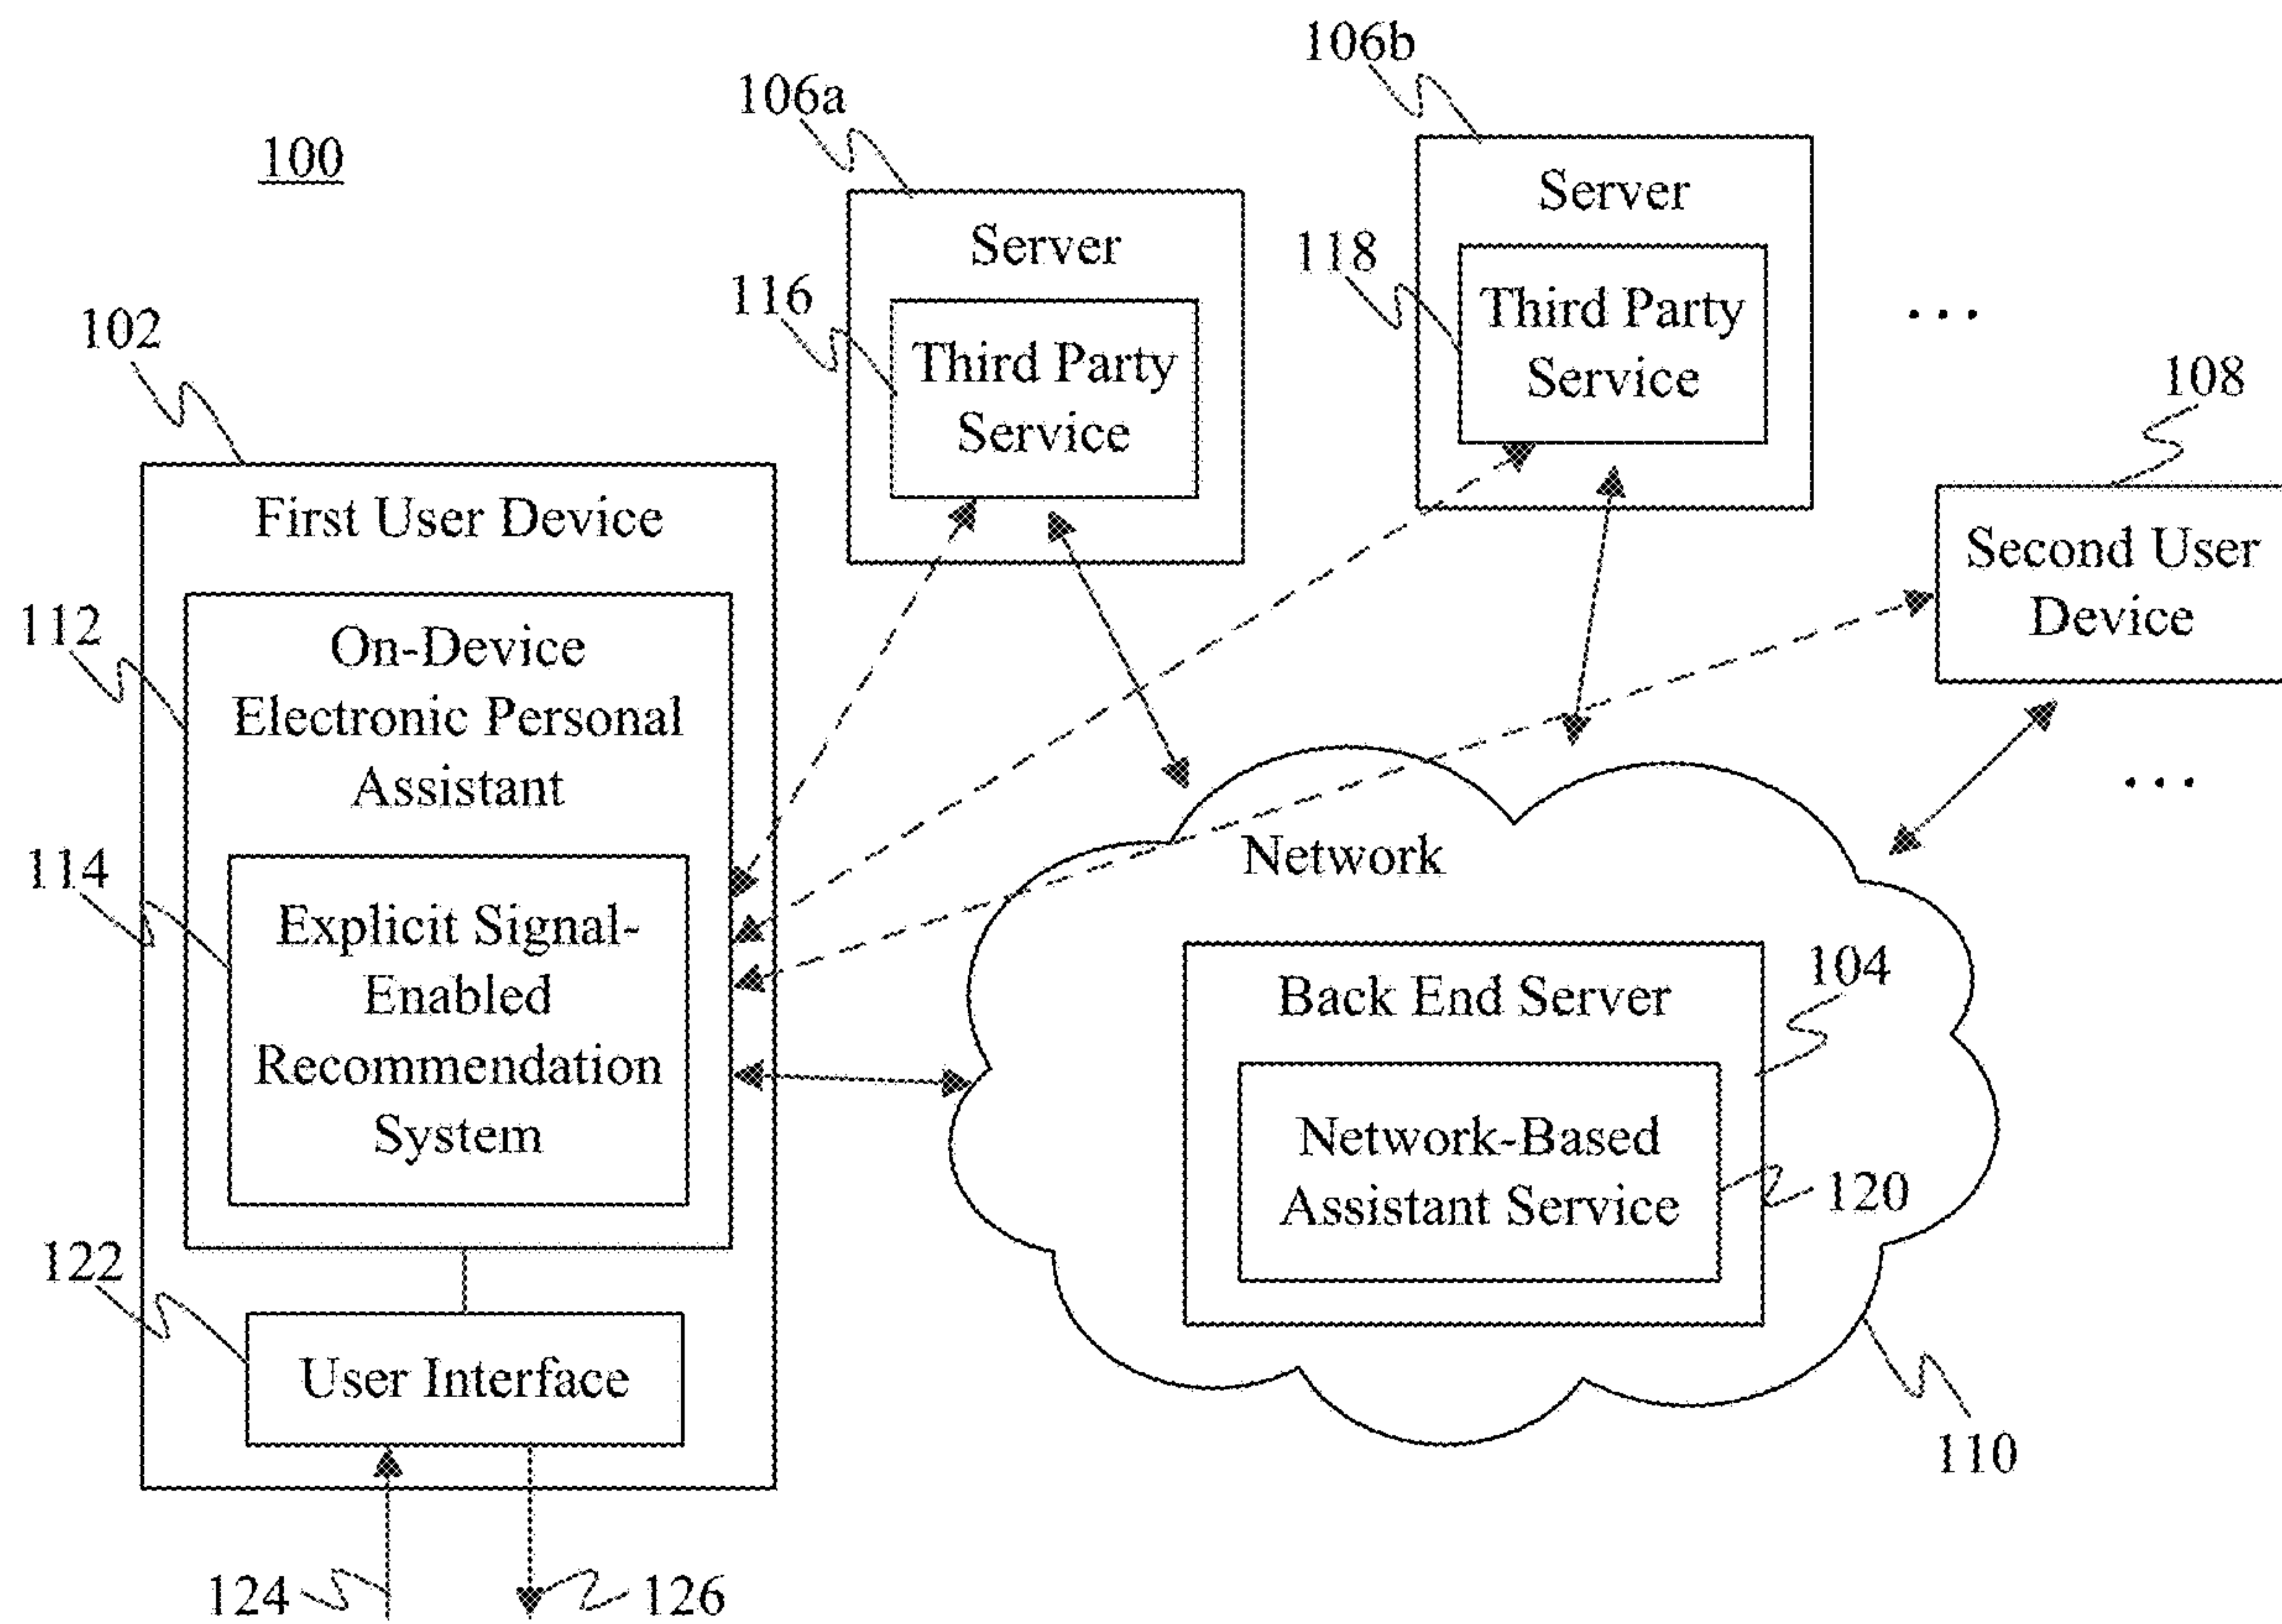 100
106a
106b
Server
116
Third Party
Service
Server
118
Third Party
Service
...
102
First User Device
112
On-Device
Electronic Personal
Assistant
114
Explicit Signal-
Enabled
Recommendation
System
122
User Interface
124
126
108
Second User
Device
...
Network
Back End Server
104
Network-Based
Assistant Service
120
110